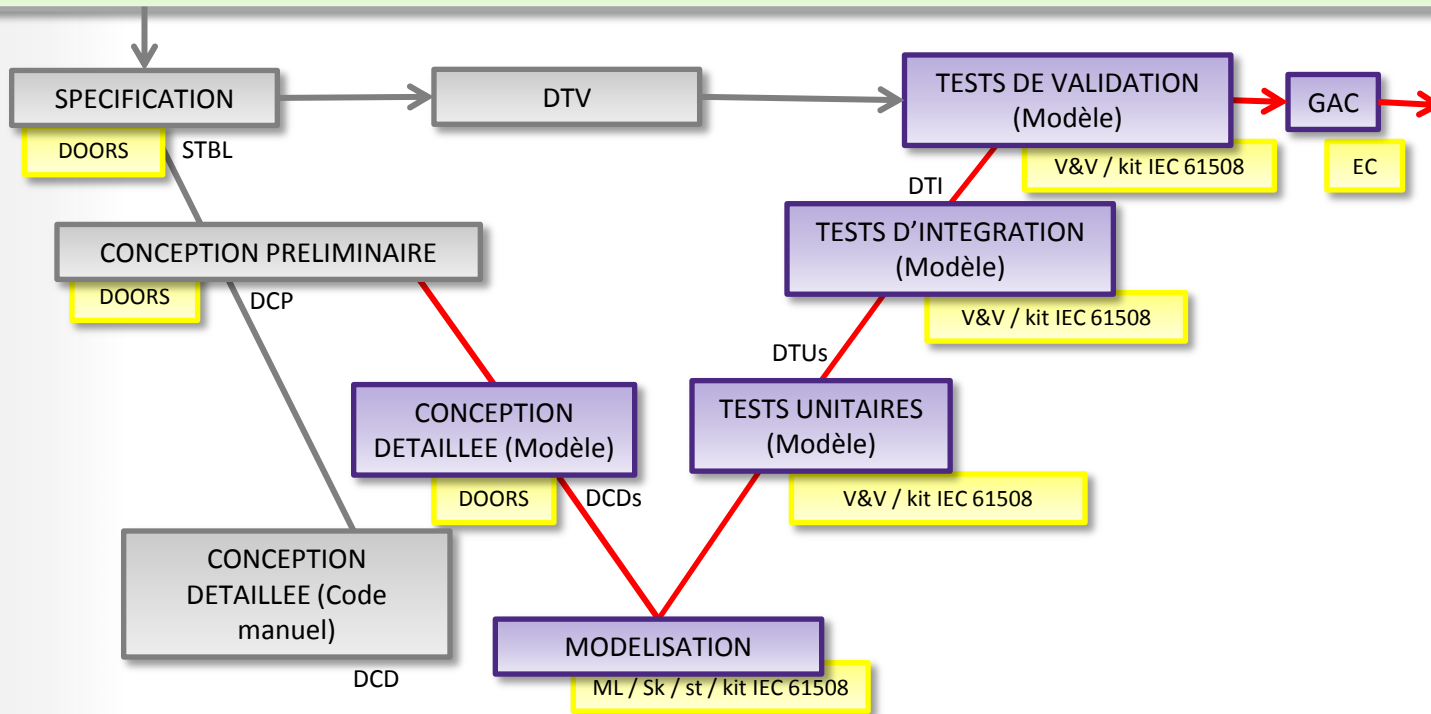 SPECIFICATION
DTV
TESTS DE VALIDATION
(Modèle)
GAC
DOORS
STBL
V&V / kit IEC 61508
EC
DTI
CONCEPTION PRELIMINAIRE
TESTS D'INTEGRATION
(Modèle)
DOORS
DCP
V&V / kit IEC 61508
DTUs
CONCEPTION
DETAILLEE (Modèle)
TESTS UNITAIRES
(Modèle)
DOORS
DCDs
V&V / kit IEC 61508
CONCEPTION
DETAILLEE (Code
manuel)
DCD
MODELISATION
ML / Sk / st / kit IEC 61508